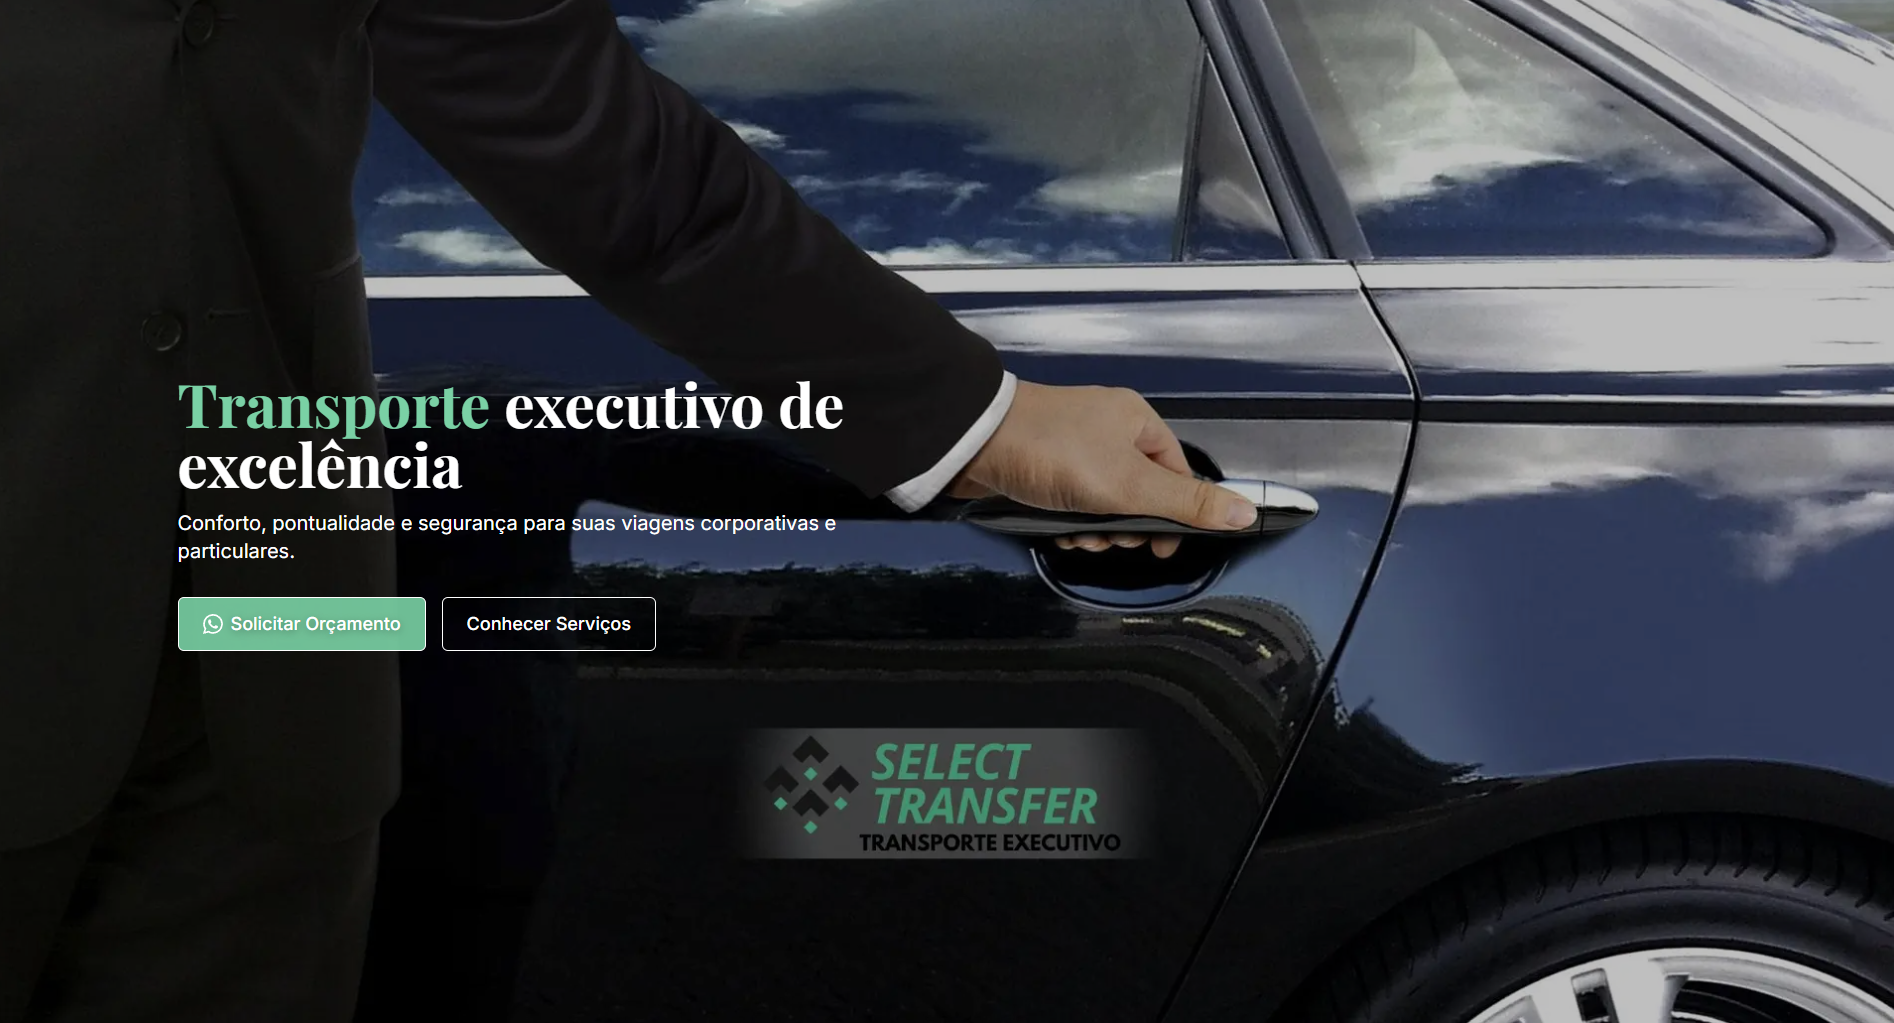 Transporte executivo de
excelência
Conforto, pontualidade e segurança para suas viagens corporativas e
particulares.
Solicitar Orçamento
Conhecer Serviços
SELECT
TRANSFER
TRANSPORTE EXECUTIVO